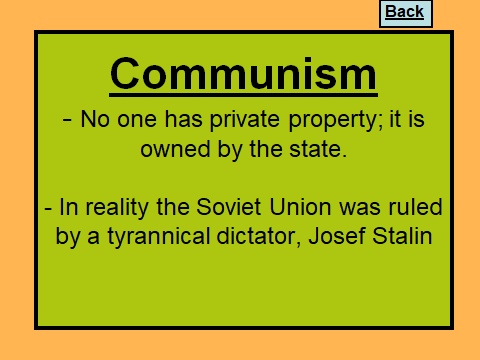 Back
Communism
- No one has private property; it is
owned by the state.
- In reality the Soviet Union was ruled
by a tyrannical dictator, Josef Stalin